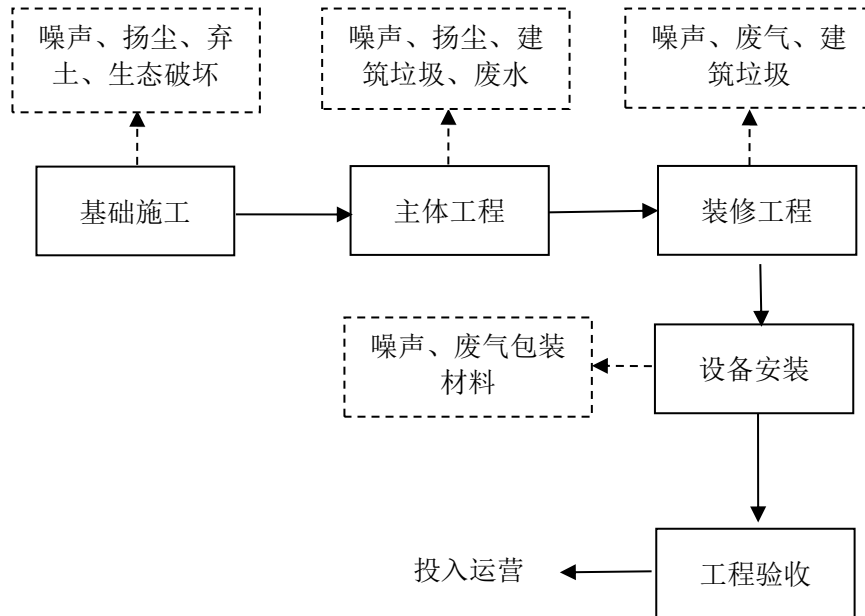 噪声、扬尘、弃
土、生态破坏
噪声、扬尘、建
筑垃圾、废水
噪声、废气、建
筑垃圾
基础施工
主体工程
装修工程
噪声、废气包装
材料
设备安装
投入运营
工程验收